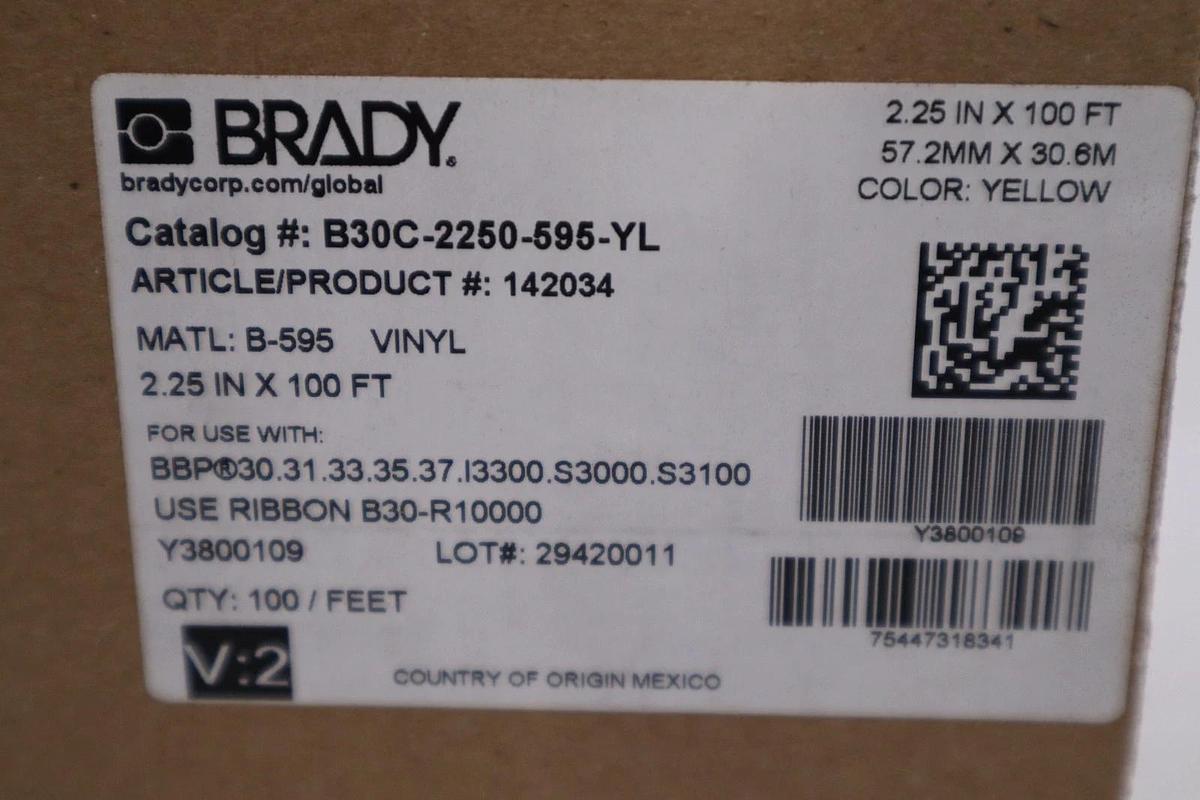 BRADY®
bradycorp.com/global
2.25 IN X 100 FT
57.2MM X 30.6M
COLOR: YELLOW
Catalog #: B30C-2250-595-YL
ARTICLE/PRODUCT #: 142034
MATL: B-595 VINYL
2.25 IN X 100 FT
FOR USE WITH:
BBP®30.31.33.35.37.I3300.S3000.S3100
USE RIBBON B30-R10000
Y3800109 LOT#: 29420011
QTY: 100 / FEET
V:2
COUNTRY OF ORIGIN MEXICO
Y3800109
75447318341